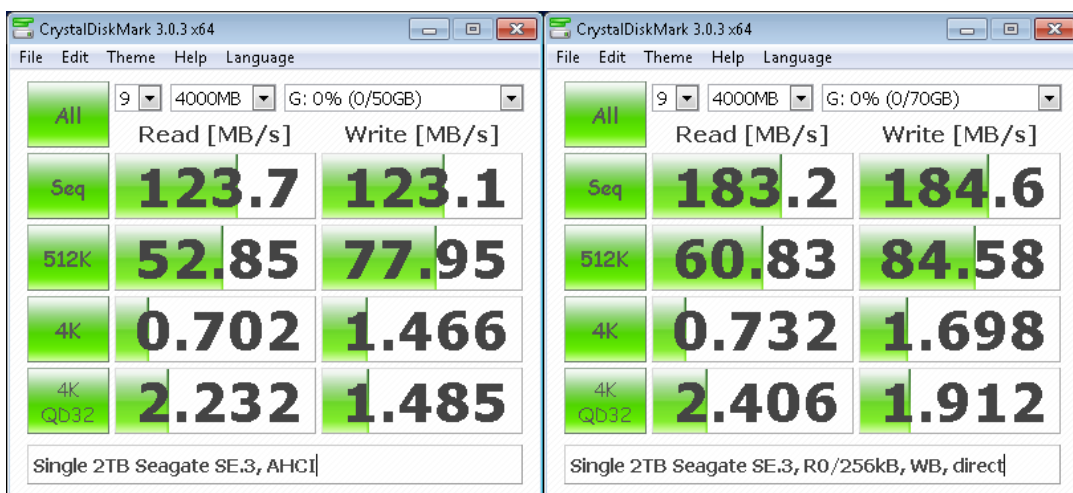 CrystalDiskMark 3.0.3 x64
File Edit Theme Help Language
All 9 4000MB G: 0% (0/50GB)
Read [MB/s] Write [MB/s]
Seq 123.7 123.1
512K 52.85 77.95
4K 0.702 1.466
4K QD32 2.232 1.485
Single 2TB Seagate SE.3, AHCI
CrystalDiskMark 3.0.3 x64
File Edit Theme Help Language
All 9 4000MB G: 0% (0/70GB)
Read [MB/s] Write [MB/s]
Seq 183.2 184.6
512K 60.83 84.58
4K 0.732 1.698
4K QD32 2.406 1.912
Single 2TB Seagate SE.3, R0/256kB, WB, direct